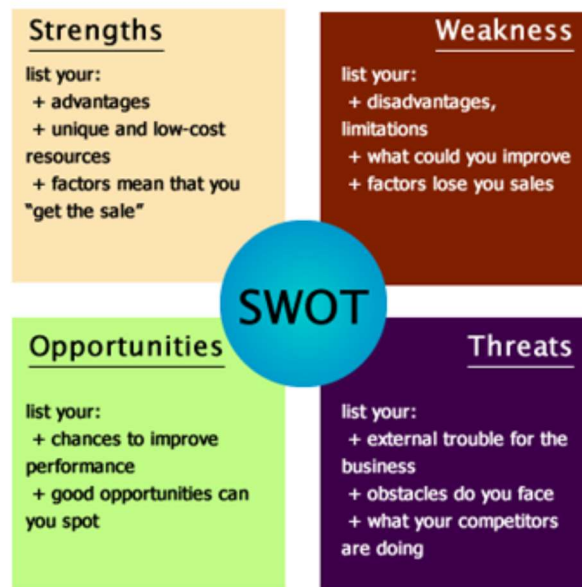 Strengths
list your:
+ advantages
+ unique and low-cost
resources
+ factors mean that you
"get the sale"
Weakness
list your:
+ disadvantages,
limitations
+ what could you improve
+ factors lose you sales
SWOT
Opportunities
list your:
+ chances to improve
performance
+ good opportunities can
you spot
Threats
list your:
+ external trouble for the
business
+ obstacles do you face
+ what your competitors
are doing